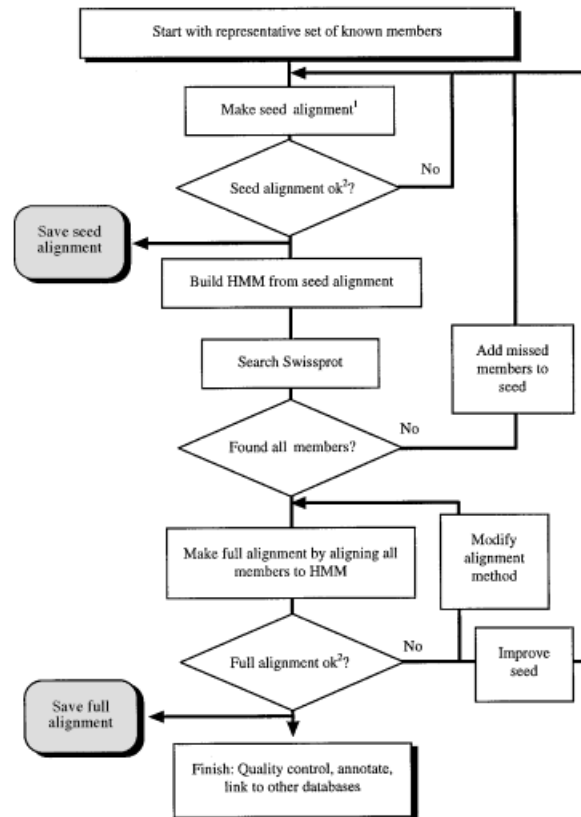 Start with representative set of known members
Make seed alignment¹
No
Seed alignment ok²?
Save seed
alignment
Build HMM from seed alignment
Search Swissprot
Add missed
members to
seed
No
Found all members?
Make full alignment by aligning all
members to HMM
Modify
alignment
method
No
Full alignment ok²?
Improve
seed
Save full
alignment
Finish: Quality control, annotate,
link to other databases